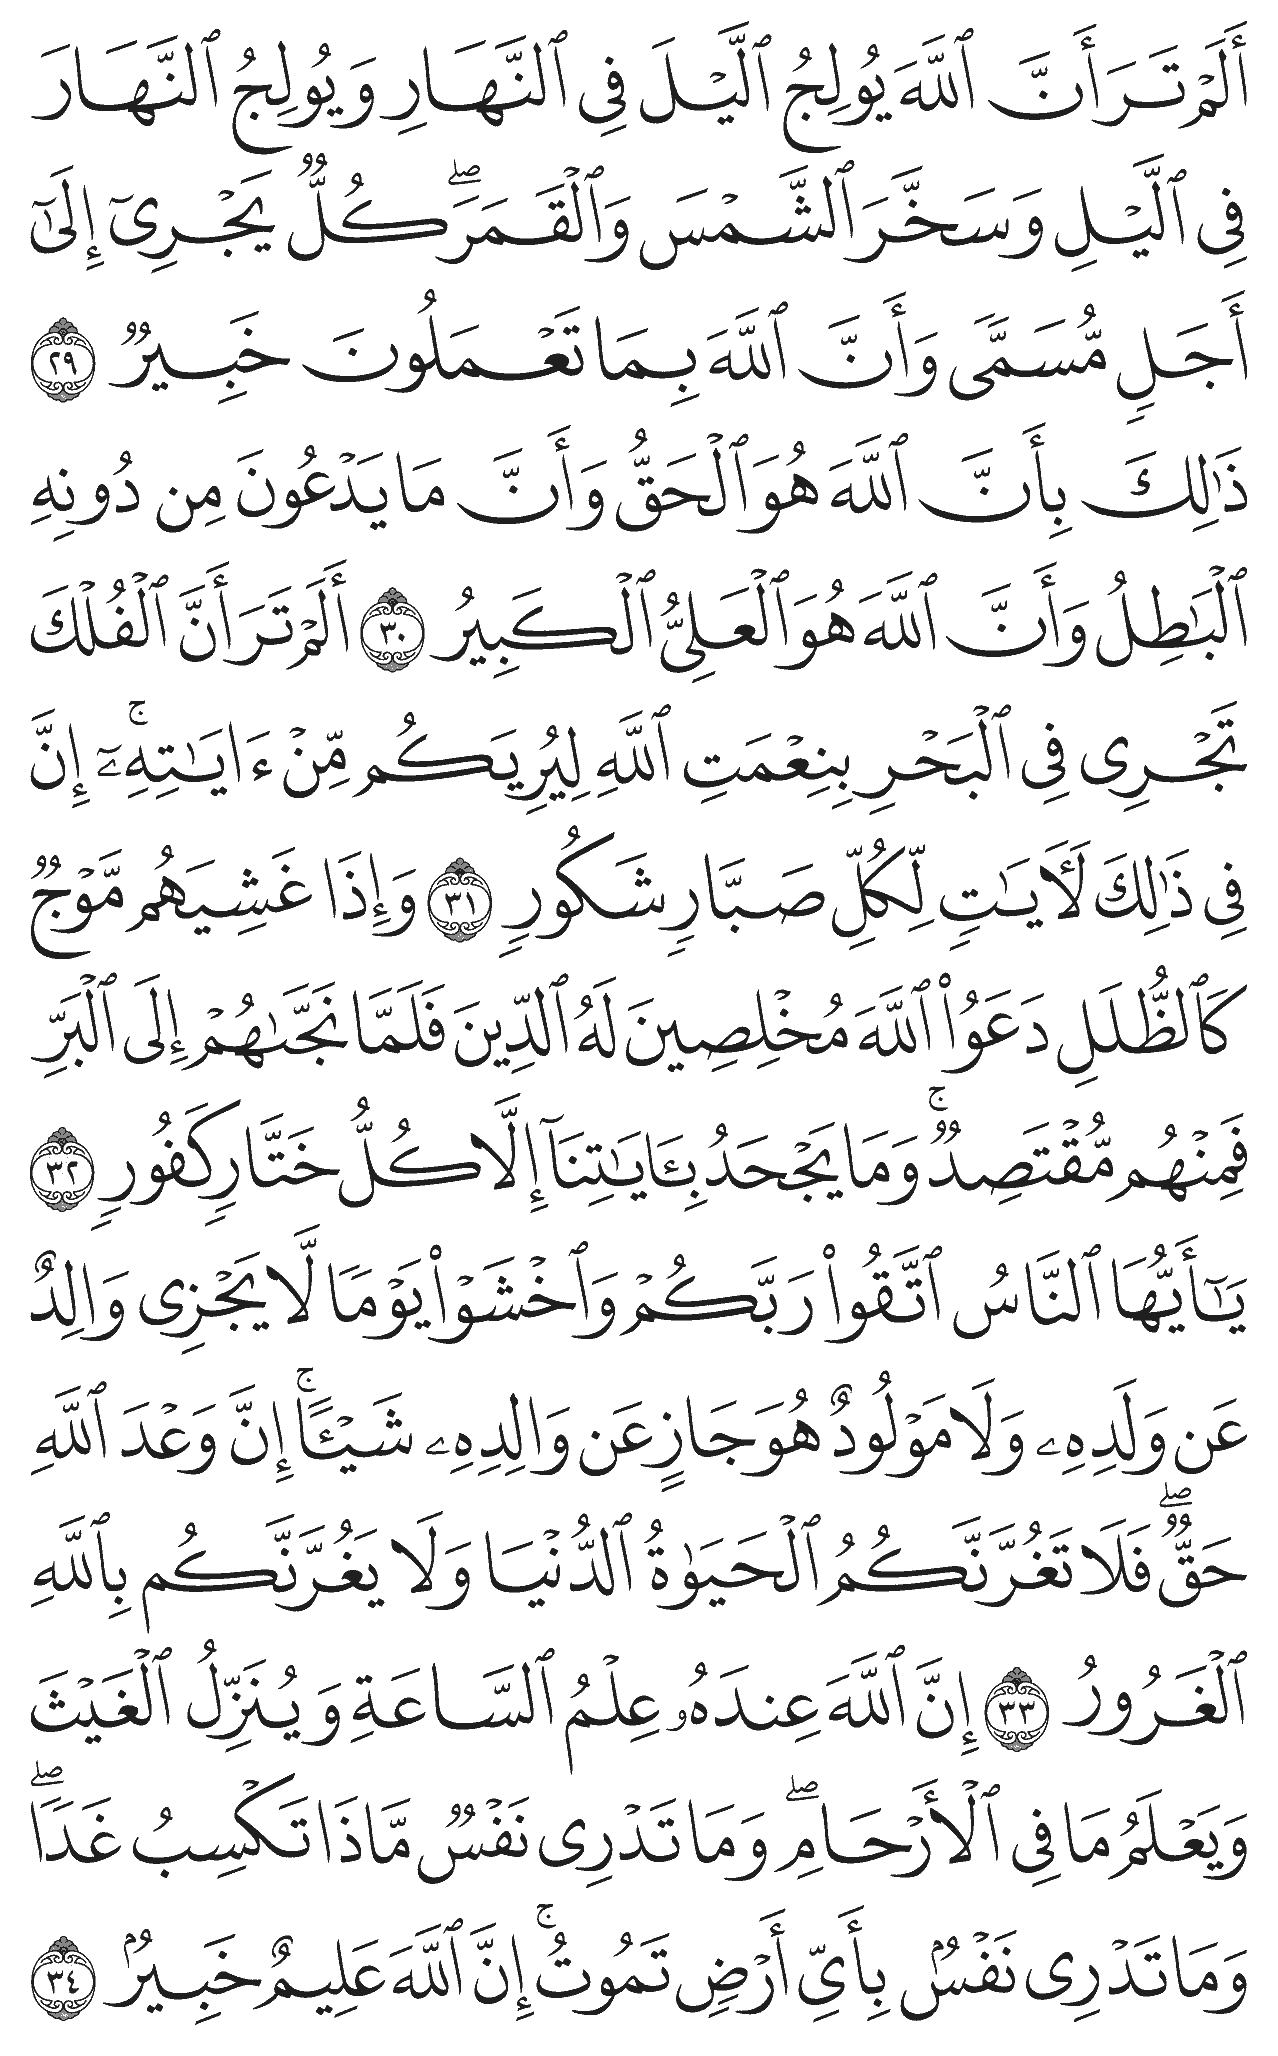 أَلَمۡ تَرَ أَنَّ ٱللَّهَ يُولِجُ ٱلَّيۡلَ فِي ٱلنَّهَارِ وَيُولِجُ ٱلنَّهَارَ
فِي ٱلَّيۡلِ وَسَخَّرَ ٱلشَّمۡسَ وَٱلۡقَمَرَۖ كُلّٞ يَجۡرِيٓ إِلَىٰٓ
أَجَلٖ مُّسَمّٗى وَأَنَّ ٱللَّهَ بِمَا تَعۡمَلُونَ خَبِيرٞ ٢٩
ذَٰلِكَ بِأَنَّ ٱللَّهَ هُوَ ٱلۡحَقُّ وَأَنَّ مَا يَدۡعُونَ مِن دُونِهِ
ٱلۡبَٰطِلُ وَأَنَّ ٱللَّهَ هُوَ ٱلۡعَلِيُّ ٱلۡكَبِيرُ ٣٠ أَلَمۡ تَرَ أَنَّ ٱلۡفُلۡكَ
تَجۡرِي فِي ٱلۡبَحۡرِ بِنِعۡمَتِ ٱللَّهِ لِيُرِيَكُم مِّنۡ ءَايَٰتِهِۦٓۚ إِنَّ
فِي ذَٰلِكَ لَأٓيَٰتٖ لِّكُلِّ صَبَّارٖ شَكُورٖ ٣١ وَإِذَا غَشِيَهُم مَّوۡجٞ
كَٱلظُّلَلِ دَعَوُاْ ٱللَّهَ مُخۡلِصِينَ لَهُ ٱلدِّينَ فَلَمَّا نَجَّىٰهُمۡ إِلَى ٱلۡبَرِّ
فَمِنۡهُم مُّقۡتَصِدٞۚ وَمَا يَجۡحَدُ بِـَٔايَٰتِنَآ إِلَّا كُلُّ خَتَّارٖ كَفُورٖ ٣٢
يَٰٓأَيُّهَا ٱلنَّاسُ ٱتَّقُواْ رَبَّكُمۡ وَٱخۡشَوۡاْ يَوۡمٗا لَّا يَجۡزِي وَالِدٌ
عَن وَلَدِهِۦ وَلَا مَوۡلُودٌ هُوَ جَازٍ عَن وَالِدِهِۦ شَيۡـًٔاۚ إِنَّ وَعۡدَ ٱللَّهِ
حَقّٞۖ فَلَا تَغُرَّنَّكُمُ ٱلۡحَيَوٰةُ ٱلدُّنۡيَا وَلَا يَغُرَّنَّكُم بِٱللَّهِ
ٱلۡغَرُورُ ٣٣ إِنَّ ٱللَّهَ عِندَهُۥ عِلۡمُ ٱلسَّاعَةِ وَيُنَزِّلُ ٱلۡغَيۡثَ
وَيَعۡلَمُ مَا فِي ٱلۡأَرۡحَامِۖ وَمَا تَدۡرِي نَفۡسٞ مَّاذَا تَكۡسِبُ غَدٗاۖ
وَمَا تَدۡرِي نَفۡسُۢ بِأَيِّ أَرۡضٖ تَمُوتُۚ إِنَّ ٱللَّهَ عَلِيمٌ خَبِيرُۢ ٣٤